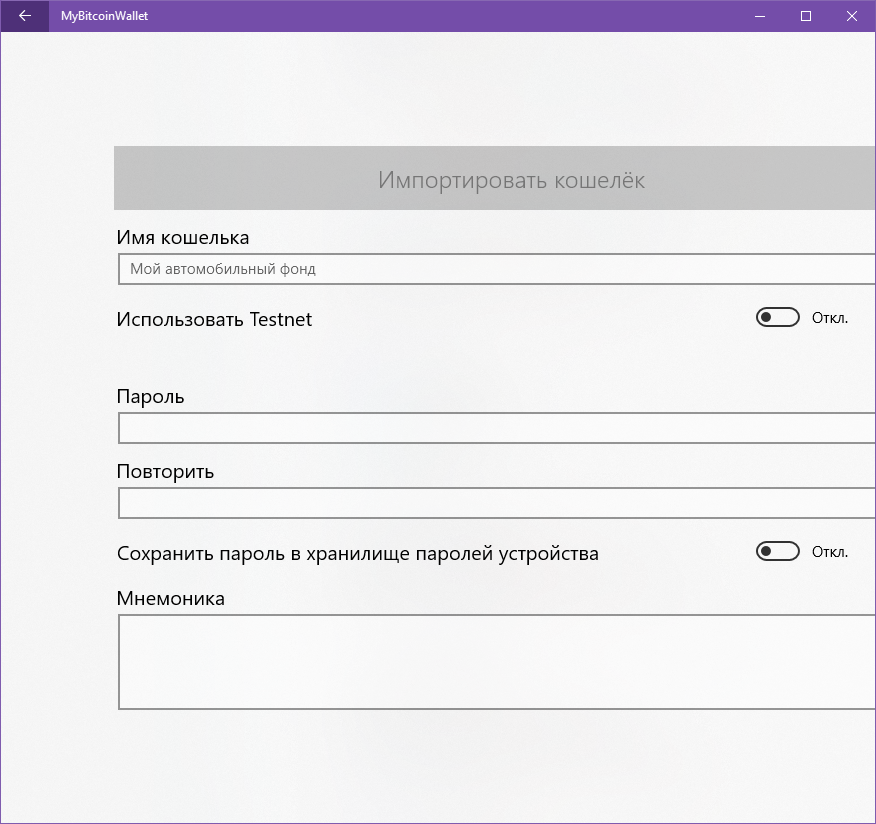 MyBitcoinWallet
Импортировать кошелёк
Имя кошелька
Мой автомобильный фонд
Использовать Testnet
Откл.
Пароль
Повторить
Сохранить пароль в хранилище паролей устройства
Откл.
Мнемоника